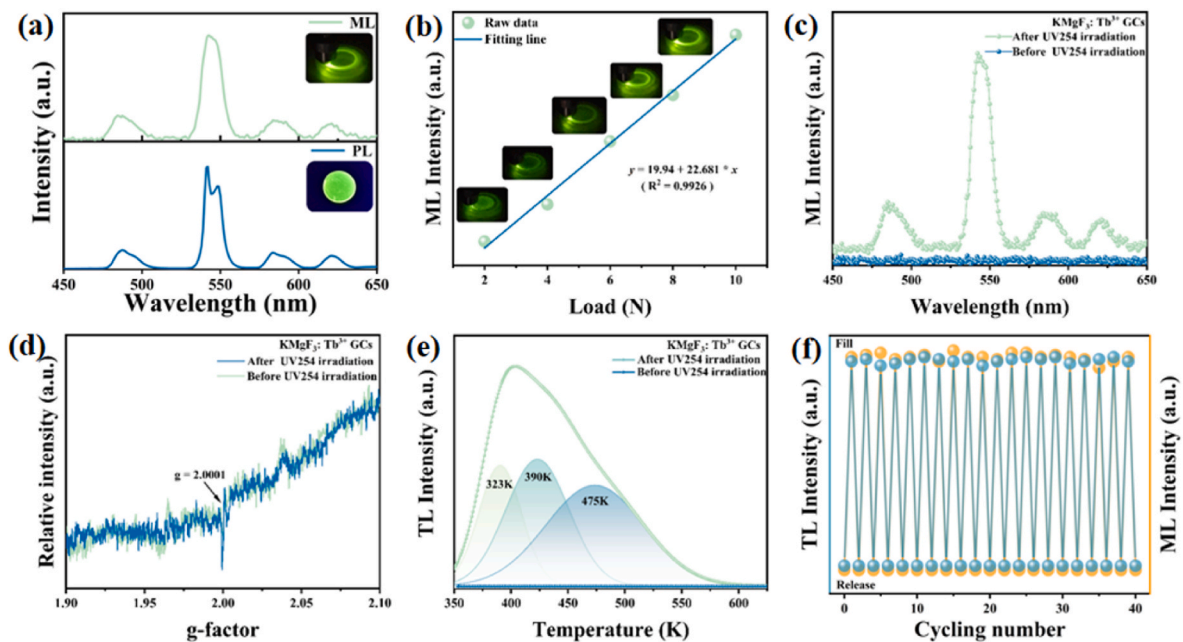 (a)
ML
PL
Intensity (a.u.)
450 500 550 600 650
Wavelength (nm)
(b)
Raw data
Fitting line
y = 19.94 + 22.681 * x
( R² = 0.9926 )
ML Intensity (a.u.)
2 4 6 8 10
Load (N)
(c)
KMgF₃: Tb³⁺ GCs
After UV254 irradiation
Before UV254 irradiation
ML Intensity (a.u.)
450 500 550 600 650
Wavelength (nm)
(d)
KMgF₃: Tb³⁺ GCs
After UV254 irradiation
Before UV254 irradiation
g = 2.0001
Relative intensity (a.u.)
1.90 1.95 2.00 2.05 2.10
g-factor
(e)
KMgF₃: Tb³⁺ GCs
After UV254 irradiation
Before UV254 irradiation
323K
390K
475K
TL Intensity (a.u.)
350 400 450 500 550 600
Temperature (K)
(f)
Fill
Release
TL Intensity (a.u.)
ML Intensity (a.u.)
0 10 20 30 40
Cycling number